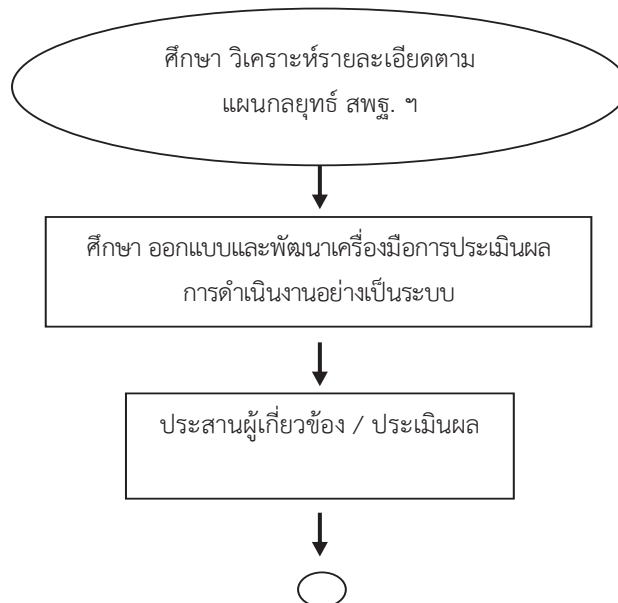 ศึกษา วิเคราะห์รายละเอียดตาม
แผนกลยุทธ์ สพฐ. ฯ
ศึกษา ออกแบบและพัฒนาเครื่องมือการประเมินผล
การดำเนินงานอย่างเป็นระบบ
ประสานผู้เกี่ยวข้อง / ประเมินผล